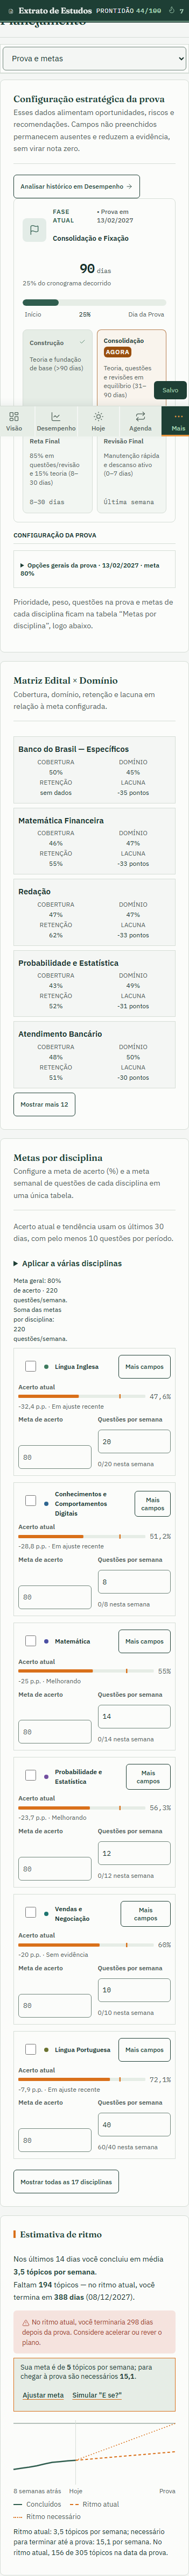 Extrato de Estudos PRONTIDÃO 44/100 7
Planejamento
Prova e metas
Configuração estratégica da prova
Esses dados alimentam oportunidades, riscos e
recomendações. Campos não preenchidos
permanecem ausentes e reduzem a evidência,
sem virar nota zero.
Analisar histórico em Desempenho →
FASE
ATUAL
• Prova em
13/02/2027
Consolidação e Fixação
90 dias
25% do cronograma decorrido
Início 25% Dia da Prova
Construção ✓
Teoria e fundação
de base (>90 dias)
Consolidação
AGORA
Teoria, questões
e revisões em
equilíbrio (31–
90 dias)
Salvo
Visão Desempenho Hoje Agenda Mais
Reta Final
85% em
questões/revisão
e 15% teoria (8–
30 dias)
8–30 dias
Revisão Final
Manutenção rápida
e descanso ativo
(0–7 dias)
Última semana
CONFIGURAÇÃO DA PROVA
▸ Opções gerais da prova · 13/02/2027 · meta
80%
Prioridade, peso, questões na prova e metas de
cada disciplina ficam na tabela "Metas por
disciplina", logo abaixo.
Matriz Edital × Domínio
Cobertura, domínio, retenção e lacuna em
relação à meta configurada.
Banco do Brasil — Específicos
COBERTURA DOMÍNIO
50% 45%
RETENÇÃO LACUNA
sem dados -35 pontos
Matemática Financeira
COBERTURA DOMÍNIO
46% 47%
RETENÇÃO LACUNA
55% -33 pontos
Redação
COBERTURA DOMÍNIO
47% 47%
RETENÇÃO LACUNA
62% -33 pontos
Probabilidade e Estatística
COBERTURA DOMÍNIO
43% 49%
RETENÇÃO LACUNA
52% -31 pontos
Atendimento Bancário
COBERTURA DOMÍNIO
48% 50%
RETENÇÃO LACUNA
51% -30 pontos
Mostrar mais 12
Metas por disciplina
Configure a meta de acerto (%) e a meta
semanal de questões de cada disciplina em
uma única tabela.
Acerto atual e tendência usam os últimos 30
dias, com pelo menos 10 questões por período.
▸ Aplicar a várias disciplinas
Meta geral: 80%
de acerto · 220
questões/semana.
Soma das metas
por disciplina:
220
questões/semana.
Língua Inglesa Mais campos
Acerto atual
47,6%
-32,4 p.p. · Em ajuste recente
Meta de acerto Questões por semana
80 20
0/20 nesta semana
Conhecimentos e
Comportamentos
Digitais
Mais
campos
Acerto atual
51,2%
-28,8 p.p. · Em ajuste recente
Meta de acerto Questões por semana
80 8
0/8 nesta semana
Matemática Mais campos
Acerto atual
55%
-25 p.p. · Melhorando
Meta de acerto Questões por semana
80 14
0/14 nesta semana
Probabilidade e
Estatística
Mais
campos
Acerto atual
56,3%
-23,7 p.p. · Melhorando
Meta de acerto Questões por semana
80 12
0/12 nesta semana
Vendas e
Negociação
Mais
campos
Acerto atual
60%
-20 p.p. · Sem evidência
Meta de acerto Questões por semana
80 10
0/10 nesta semana
Língua Portuguesa Mais campos
Acerto atual
72,1%
-7,9 p.p. · Em ajuste recente
Meta de acerto Questões por semana
80 40
60/40 nesta semana
Mostrar todas as 17 disciplinas
Estimativa de ritmo
Nos últimos 14 dias você concluiu em média
3,5 tópicos por semana.
Faltam 194 tópicos — no ritmo atual, você
termina em 388 dias (08/12/2027).
No ritmo atual, você terminaria 298 dias
depois da prova. Considere acelerar ou rever o
plano.
Sua meta é de 5 tópicos por semana; para
chegar à prova são necessários 15,1.
Ajustar meta Simular "E se?"
8 semanas atrás Hoje Prova
Concluídos Ritmo atual
Ritmo necessário
Ritmo atual: 3,5 tópicos por semana; necessário
para terminar até a prova: 15,1 por semana. No
ritmo atual, 156 de 305 tópicos na data da prova.